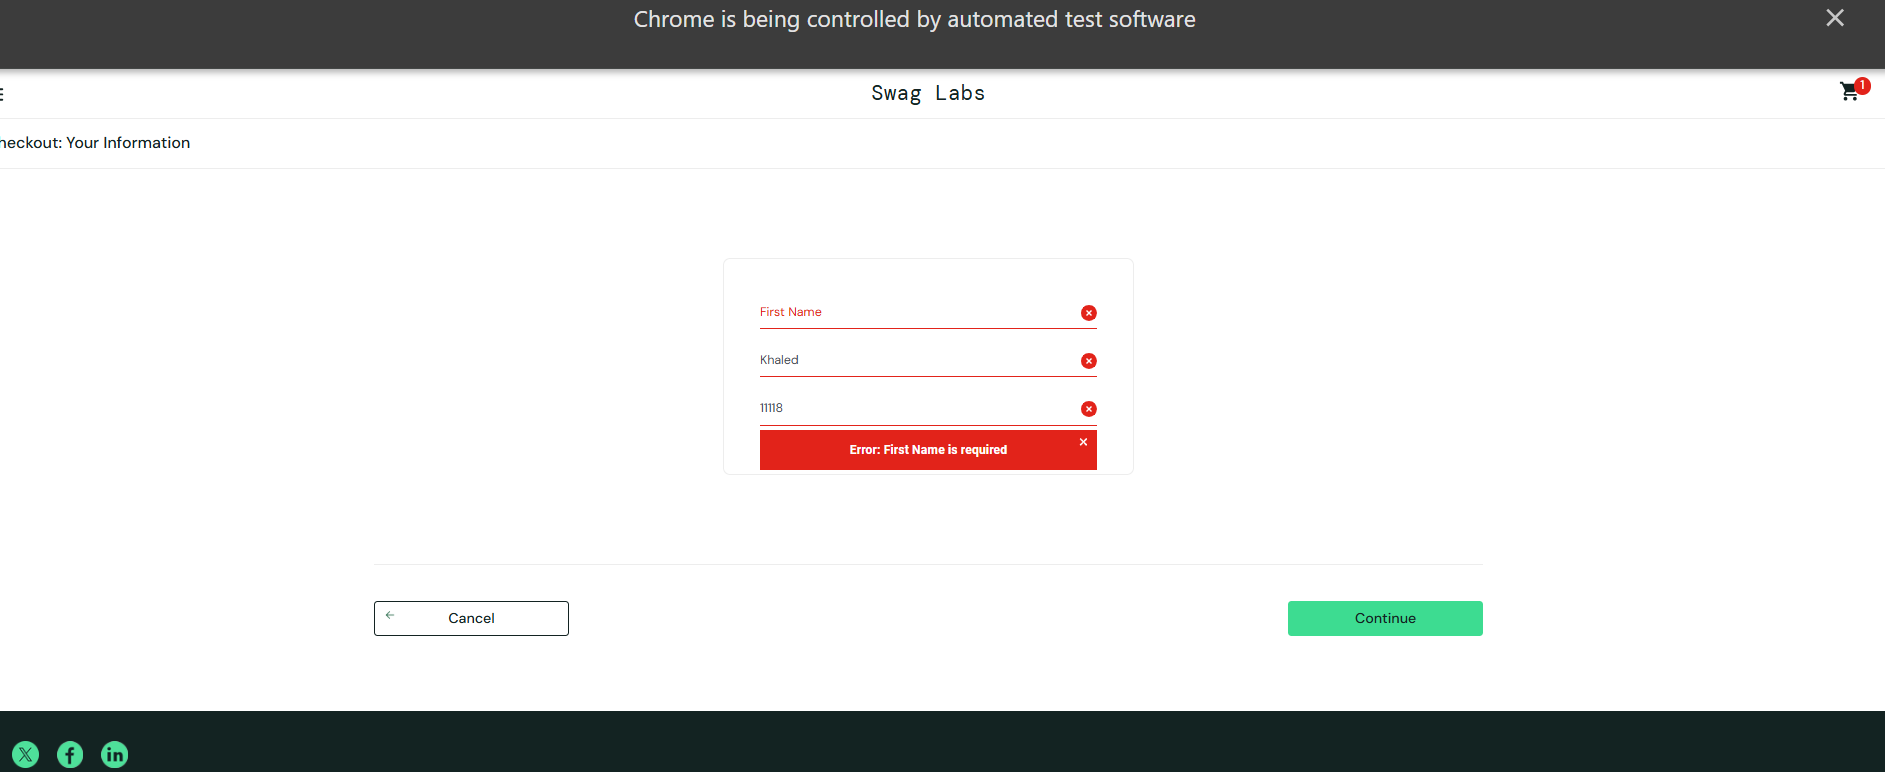 Chrome is being controlled by automated test software
Swag Labs
1
heckout: Your Information
First Name
Khaled
11118
Error: First Name is required
Cancel
Continue